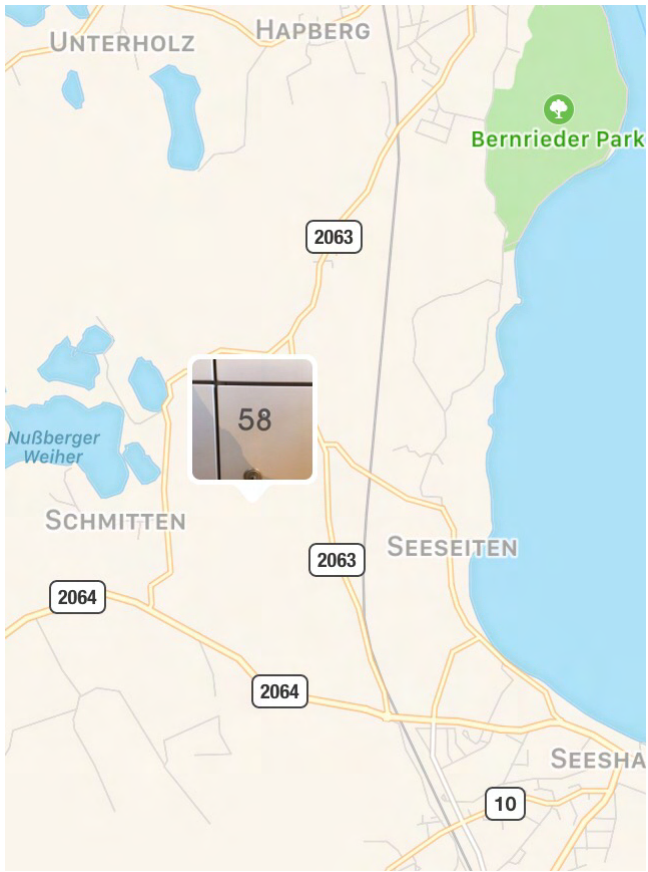 UNTERHOLZ
HAPBERG
Bernrieder Park
2063
58
Nußberger
Weiher
SCHMITTEN
SEESEITEN
2063
2064
2064
SEESHA
10